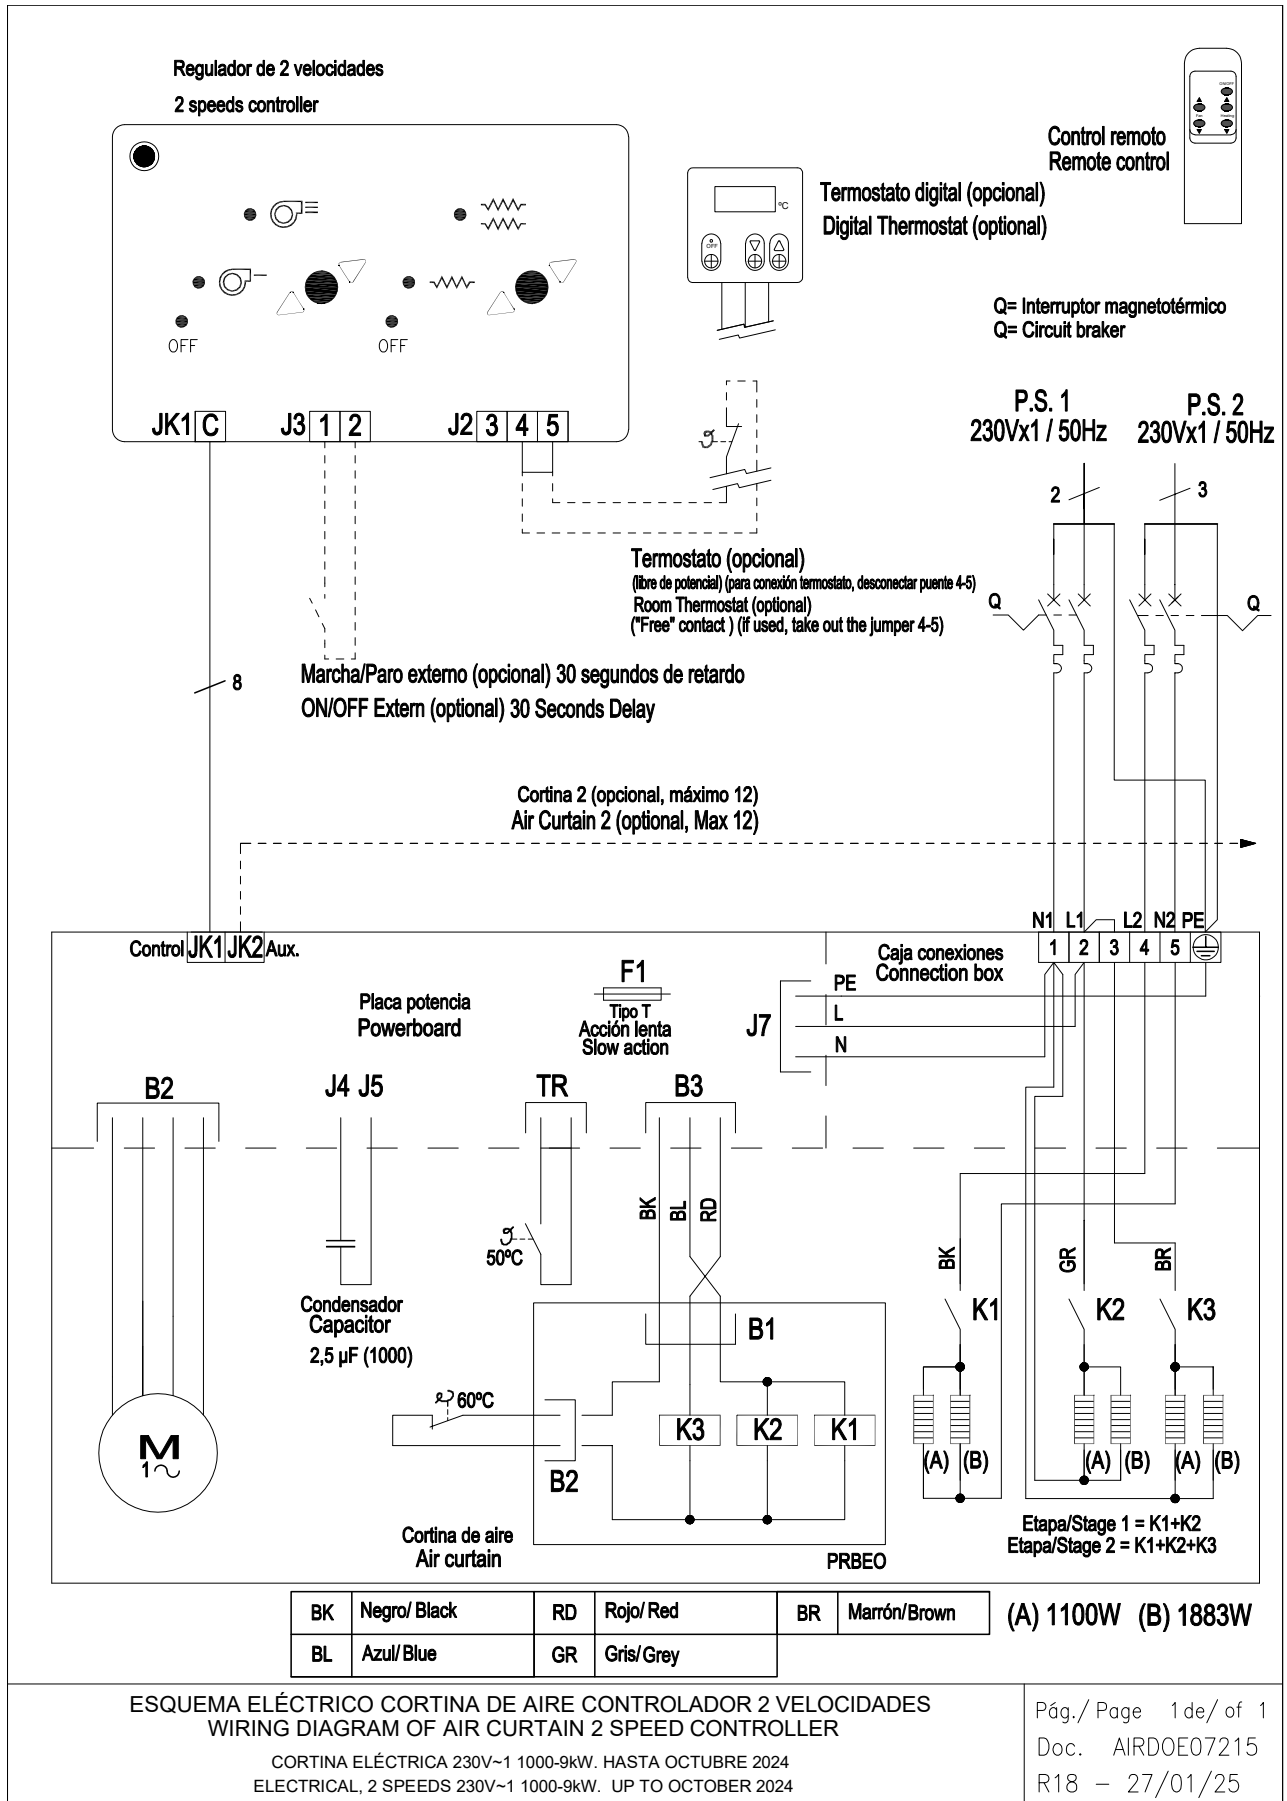 Regulador de 2 velocidades
2 speeds controller
ON/OFF
Fan
Heating
Control remoto
Remote control
ºC
OFF
Termostato digital (opcional)
Digital Thermostat (optional)
OFF
OFF
Q= Interruptor magnetotérmico
Q= Circuit braker
JK1 C
J3 1 2
J2 3 4 5
P.S. 1
230Vx1 / 50Hz
P.S. 2
230Vx1 / 50Hz
2
3
Termostato (opcional)
(libre de potencial) (para conexión termostato, desconectar puente 4-5)
Room Thermostat (optional)
("Free" contact ) (if used, take out the jumper 4-5)
Q
Q
8
Marcha/Paro externo (opcional) 30 segundos de retardo
ON/OFF Extern (optional) 30 Seconds Delay
Cortina 2 (opcional, máximo 12)
Air Curtain 2 (optional, Max 12)
N1 L1 L2 N2 PE
Control JK1 JK2 Aux.
Caja conexiones
Connection box
1 2 3 4 5
Placa potencia
Powerboard
F1
Tipo T
Acción lenta
Slow action
J7
PE
L
N
B2
J4 J5
TR
B3
BK
BL
RD
50ºC
BK
GR
BR
Condensador
Capacitor
2,5 µF (1000)
B1
K1
K2
K3
60ºC
K3
K2
K1
B2
M
1
(A) (B)
(A) (B)
(A) (B)
Cortina de aire
Air curtain
PRBEO
Etapa/Stage 1 = K1+K2
Etapa/Stage 2 = K1+K2+K3
BK Negro/ Black RD Rojo/ Red BR Marrón/Brown
BL Azul/ Blue GR Gris/Grey
(A) 1100W (B) 1883W
ESQUEMA ELÉCTRICO CORTINA DE AIRE CONTROLADOR 2 VELOCIDADES
WIRING DIAGRAM OF AIR CURTAIN 2 SPEED CONTROLLER
CORTINA ELÉCTRICA 230V~1 1000-9kW. HASTA OCTUBRE 2024
ELECTRICAL, 2 SPEEDS 230V~1 1000-9kW. UP TO OCTOBER 2024
Pág./ Page 1 de/ of 1
Doc. AIRDOE07215
R18 - 27/01/25